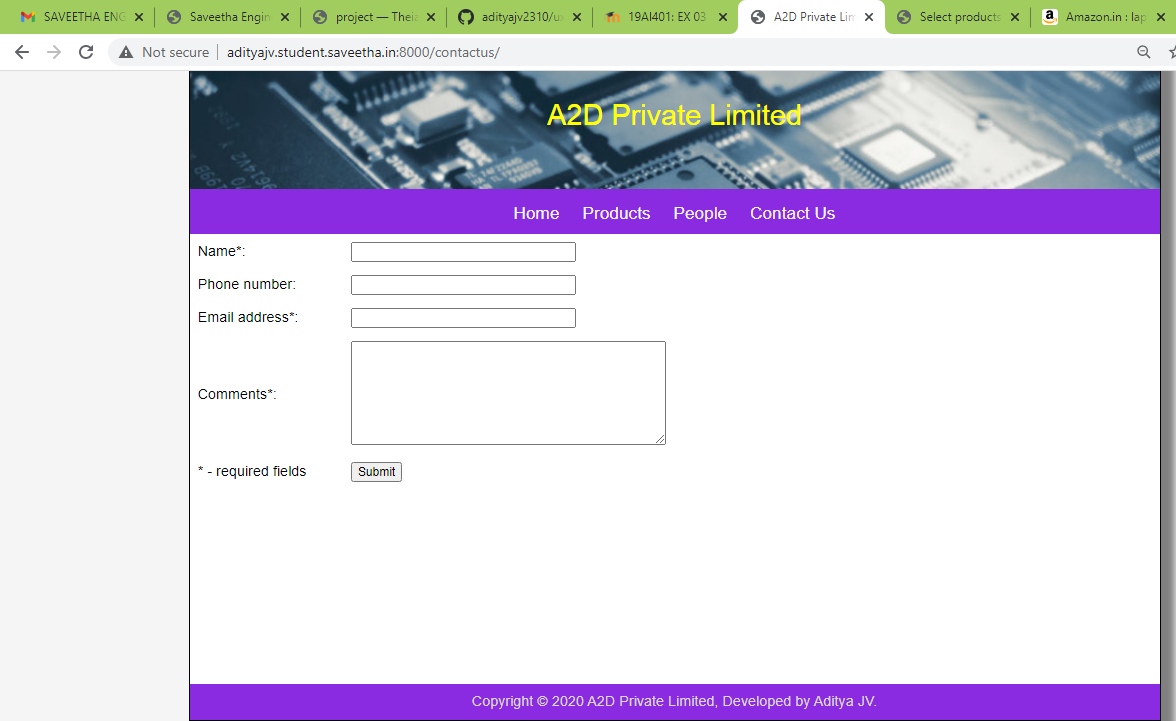 SAVEETHA ENG
Saveetha Engin
project — Theia
adityajv2310/ux
19AI401: EX 03
A2D Private Lim
Select products
Amazon.in : lap
Not secure
adityajv.student.saveetha.in:8000/contactus/
A2D Private Limited
Home Products People Contact Us
Name*:
Phone number:
Email address*:
Comments*:
* - required fields
Submit
Copyright © 2020 A2D Private Limited, Developed by Aditya JV.